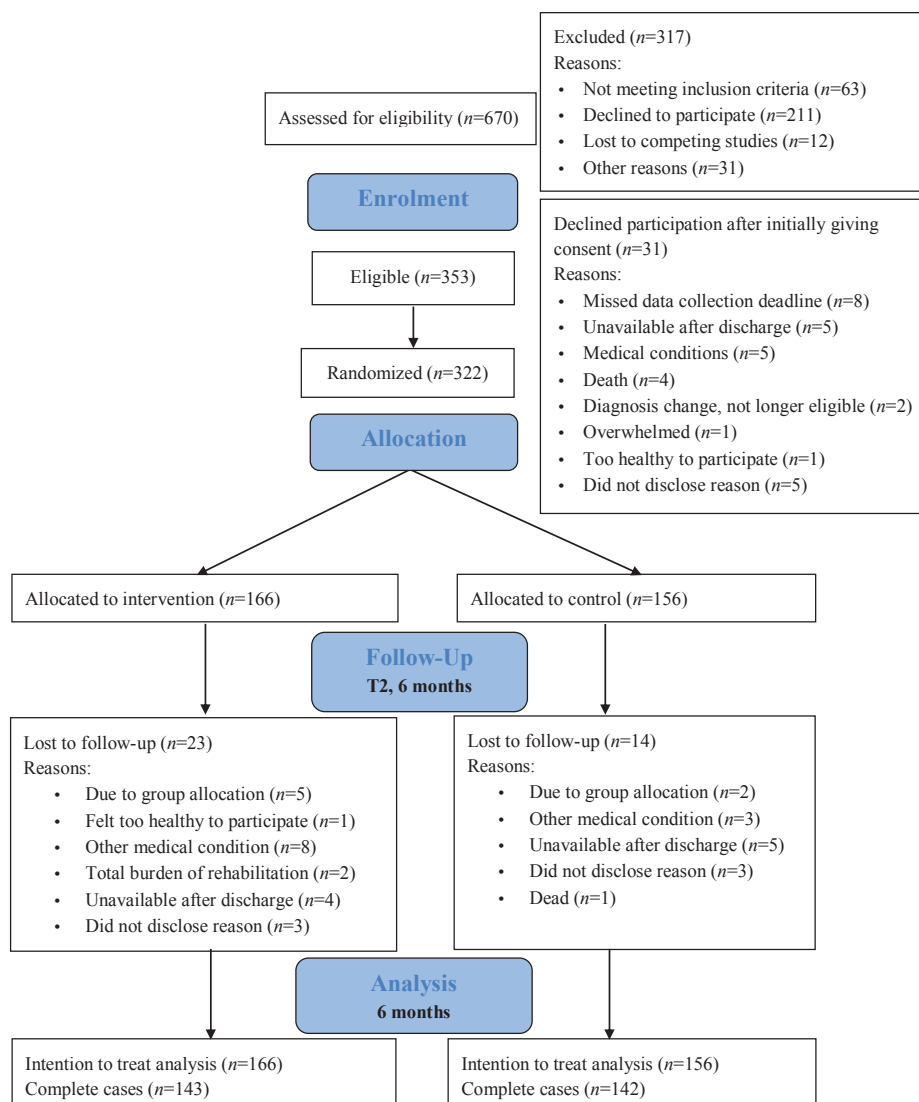 Assessed for eligibility (n=670)
Excluded (n=317)
Reasons:
• Not meeting inclusion criteria (n=63)
• Declined to participate (n=211)
• Lost to competing studies (n=12)
• Other reasons (n=31)
Enrolment
Eligible (n=353)
Declined participation after initially giving
consent (n=31)
Reasons:
• Missed data collection deadline (n=8)
• Unavailable after discharge (n=5)
• Medical conditions (n=5)
• Death (n=4)
• Diagnosis change, not longer eligible (n=2)
• Overwhelmed (n=1)
• Too healthy to participate (n=1)
• Did not disclose reason (n=5)
Randomized (n=322)
Allocation
Allocated to intervention (n=166)
Allocated to control (n=156)
Follow-Up
T2, 6 months
Lost to follow-up (n=23)
Reasons:
• Due to group allocation (n=5)
• Felt too healthy to participate (n=1)
• Other medical condition (n=8)
• Total burden of rehabilitation (n=2)
• Unavailable after discharge (n=4)
• Did not disclose reason (n=3)
Lost to follow-up (n=14)
Reasons:
• Due to group allocation (n=2)
• Other medical condition (n=3)
• Unavailable after discharge (n=5)
• Did not disclose reason (n=3)
• Dead (n=1)
Analysis
6 months
Intention to treat analysis (n=166)
Complete cases (n=143)
Intention to treat analysis (n=156)
Complete cases (n=142)